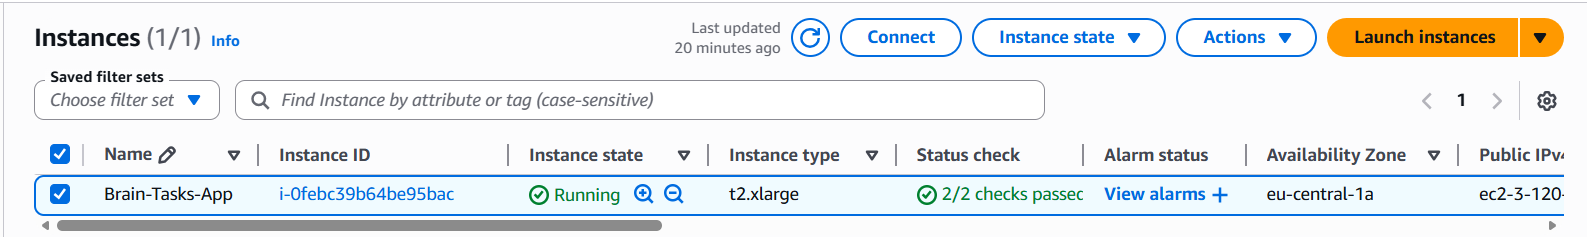 Instances (1/1) Info
Last updated
20 minutes ago
Connect
Instance state
Actions
Launch instances
Saved filter sets
Choose filter set
Find Instance by attribute or tag (case-sensitive)
1
Name Instance ID Instance state Instance type Status check Alarm status Availability Zone Public IPv4
Brain-Tasks-App i-0febc39b64be95bac Running t2.xlarge 2/2 checks passed View alarms + eu-central-1a ec2-3-120-